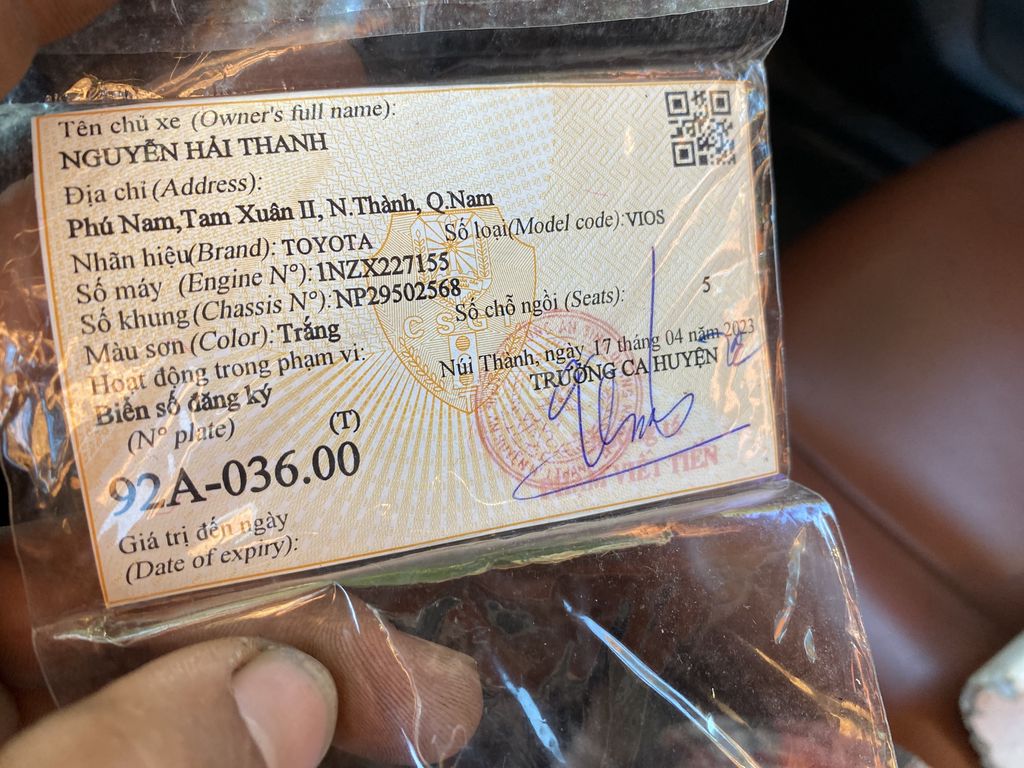 Tên chủ xe (Owner's full name):
NGUYỄN HẢI THANH
Địa chỉ (Address):
Phú Nam,Tam Xuân II, N.Thành, Q.Nam
Nhãn hiệu(Brand): TOYOTA
Số loại(Model code): VIOS
Số máy (Engine N°): 1NZX227155
Số khung (Chassis N°): NP29502568
Màu sơn (Color): Trắng
Số chỗ ngồi (Seats): 5
Hoạt động trong phạm vi:
Núi Thành, ngày 17 tháng 04 năm 2023
TRƯỞNG CA HUYỆN
Biển số đăng ký
(N° plate) (T)
92A-036.00
VIẾT TIẾN
Giá trị đến ngày
(Date of expiry):